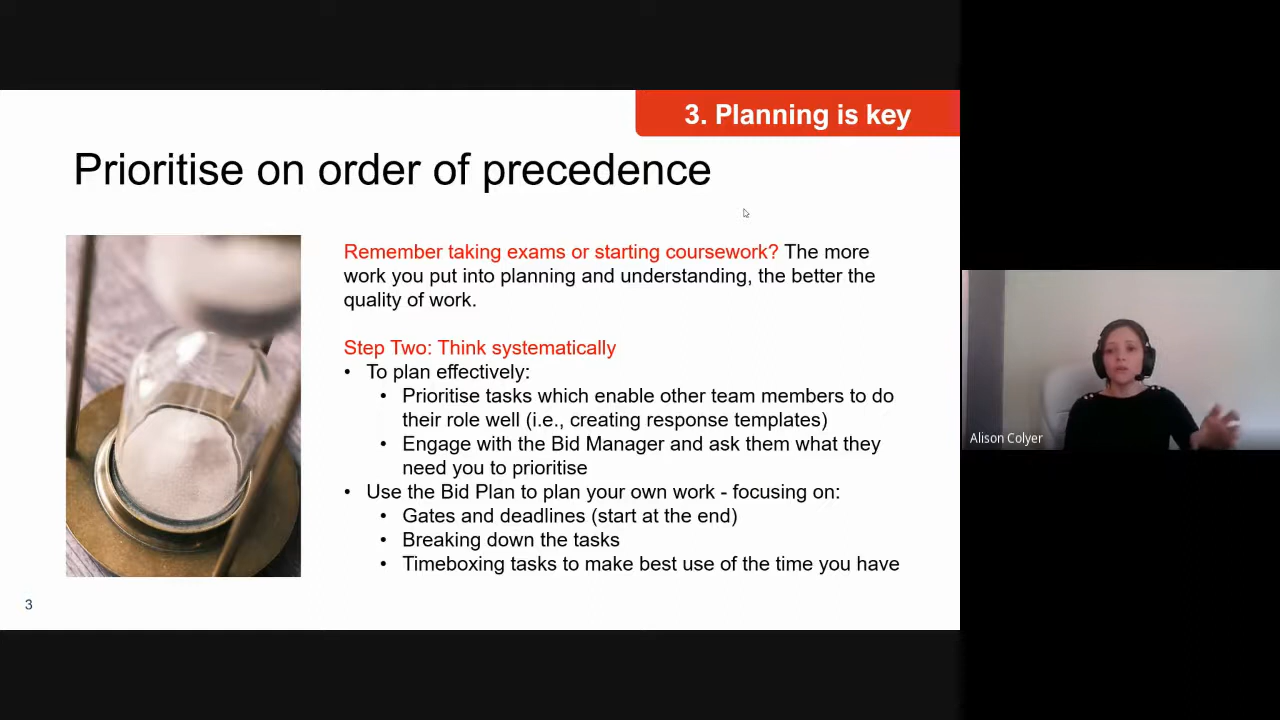 3. Planning is key
Prioritise on order of precedence
Remember taking exams or starting coursework? The more
work you put into planning and understanding, the better the
quality of work.
Step Two: Think systematically
• To plan effectively:
• Prioritise tasks which enable other team members to do
their role well (i.e., creating response templates)
• Engage with the Bid Manager and ask them what they
need you to prioritise
• Use the Bid Plan to plan your own work - focusing on:
• Gates and deadlines (start at the end)
• Breaking down the tasks
• Timeboxing tasks to make best use of the time you have
3
Alison Colyer